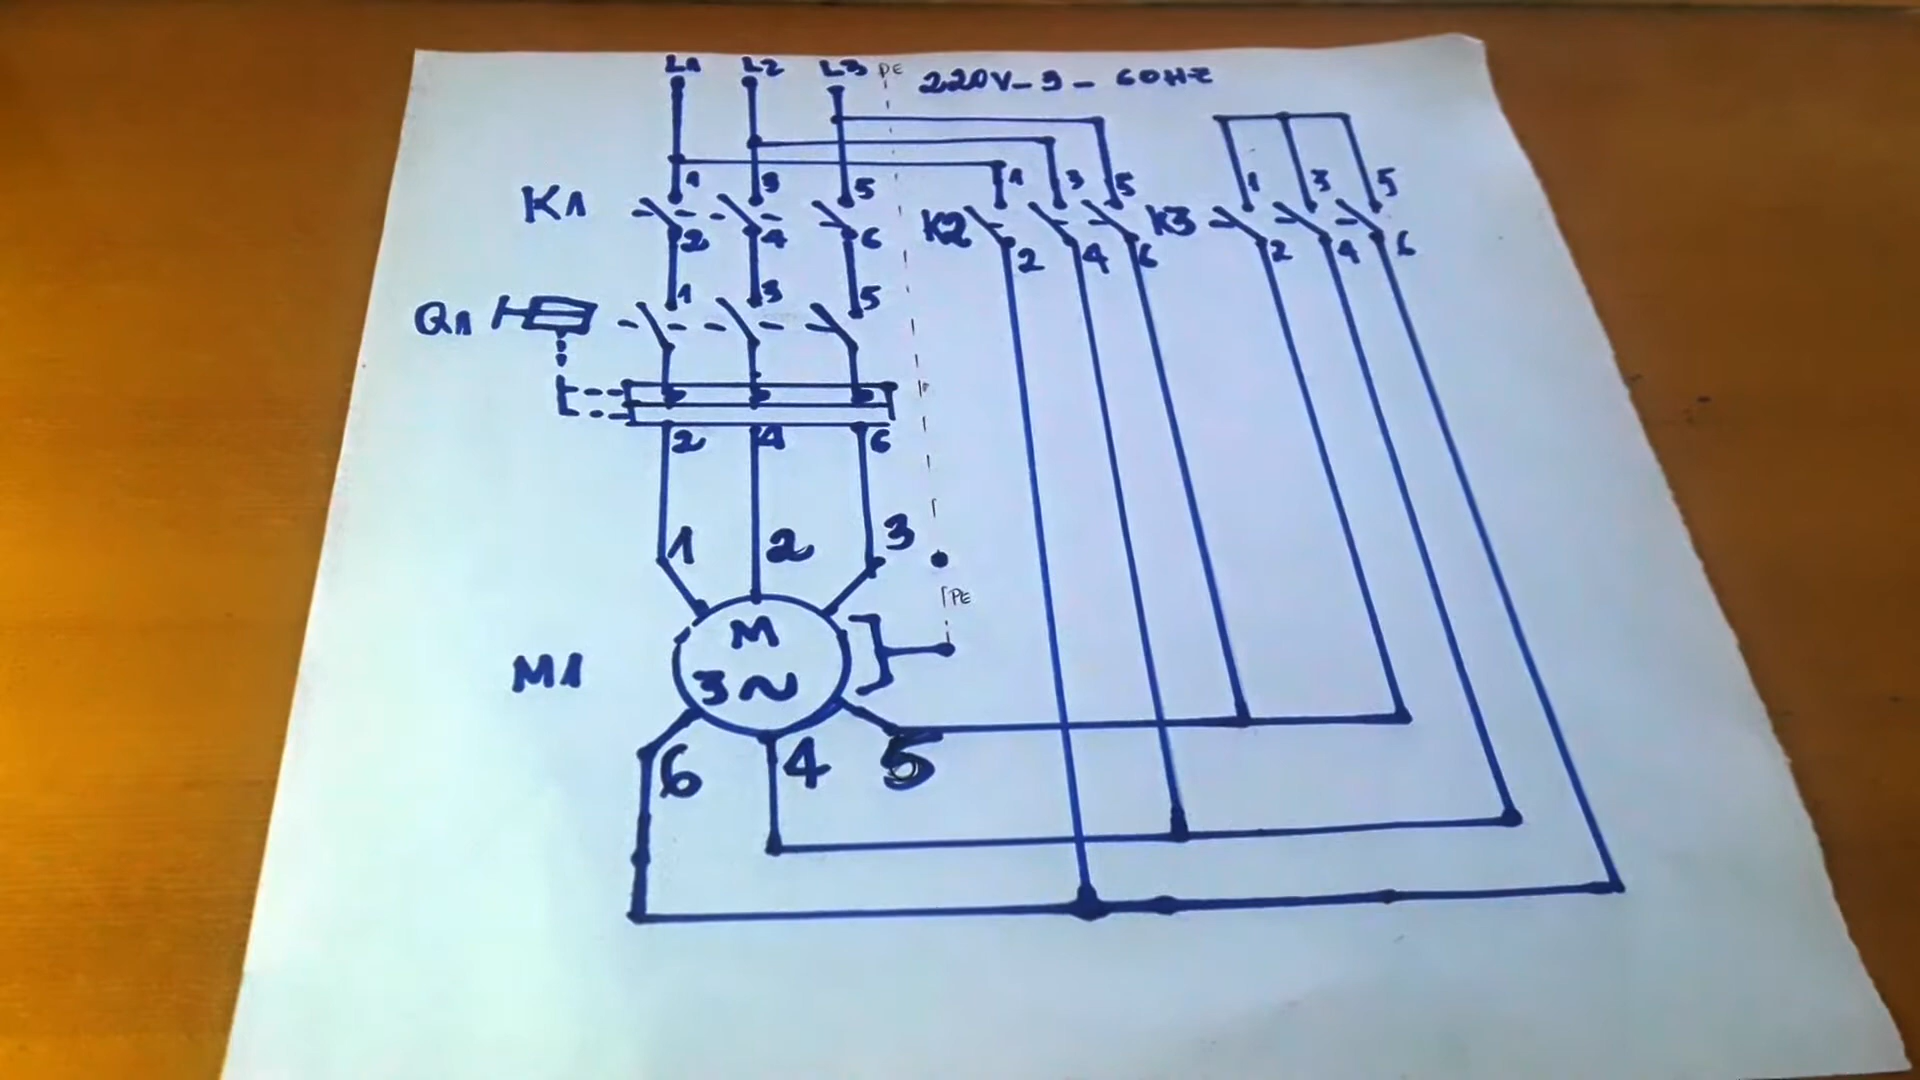 L1 L2 L3 PE 220V-3-60HZ
1 3 5 1 3 5 1 3 5
K1 K2 K3
2 4 6 2 4 6 2 4 6
1 3 5
Q1
2 4 6
1 2 3
PE
M
3~
M1
6 4 5